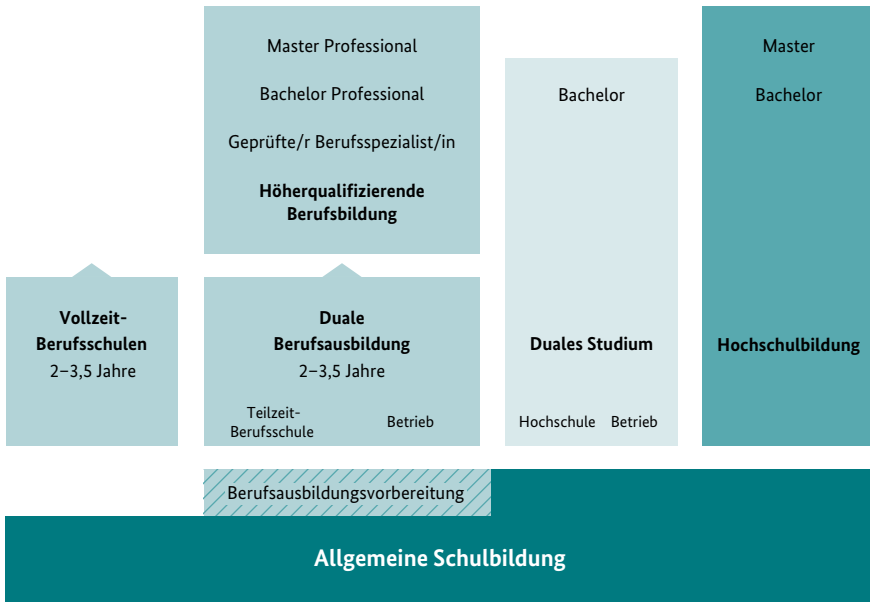 Master Professional
Bachelor Professional
Geprüfte/r Berufsspezialist/in
Höherqualifizierende
Berufsbildung
Bachelor
Master
Bachelor
Vollzeit-
Berufsschulen
2–3,5 Jahre
Duale
Berufsausbildung
2–3,5 Jahre
Teilzeit-
Berufsschule
Betrieb
Duales Studium
Hochschule Betrieb
Hochschulbildung
Berufsausbildungsvorbereitung
Allgemeine Schulbildung